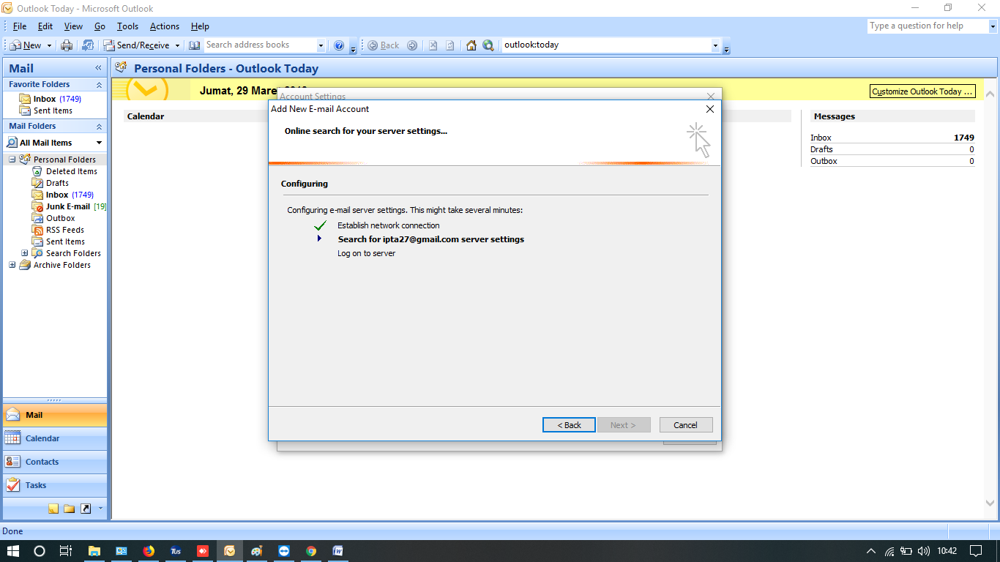 Outlook Today - Microsoft Outlook
File Edit View Go Tools Actions Help
Type a question for help
New Send/Receive Search address books Back outlook:today
Mail «
Personal Folders - Outlook Today
Favorite Folders
Inbox (1749)
Sent Items
Mail Folders
All Mail Items
Personal Folders
Deleted Items
Drafts
Inbox (1749)
Junk E-mail [19]
Outbox
RSS Feeds
Sent Items
Search Folders
Archive Folders
Mail
Calendar
Contacts
Tasks
Jumat, 29 Mare
Customize Outlook Today ...
Calendar
Messages
Inbox 1749
Drafts 0
Outbox 0
Account Settings
Add New E-mail Account
Online search for your server settings...
Configuring
Configuring e-mail server settings. This might take several minutes:
Establish network connection
Search for ipta27@gmail.com server settings
Log on to server
< Back Next > Cancel
Done
Tus
10:42